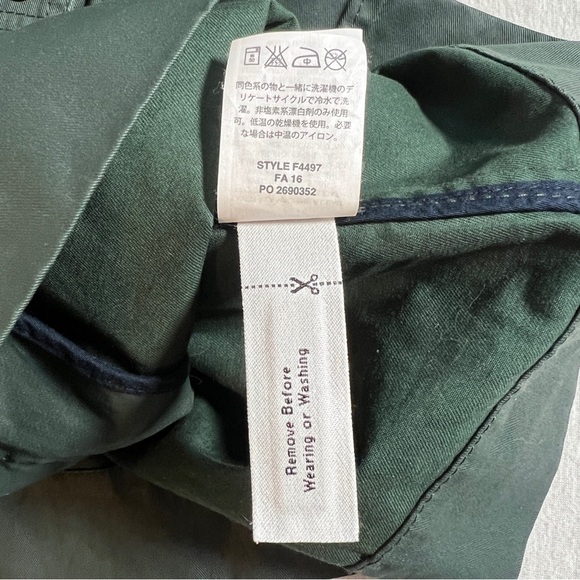 同色系の物と一緒に洗濯機のデ
リケートサイクルで冷水で洗
濯。非塩素系漂白剤のみ使用
可。低温の乾燥機を使用。必要
な場合は中温のアイロン。
STYLE F4497
FA 16
PO 2690352
Remove Before
Wearing or Washing